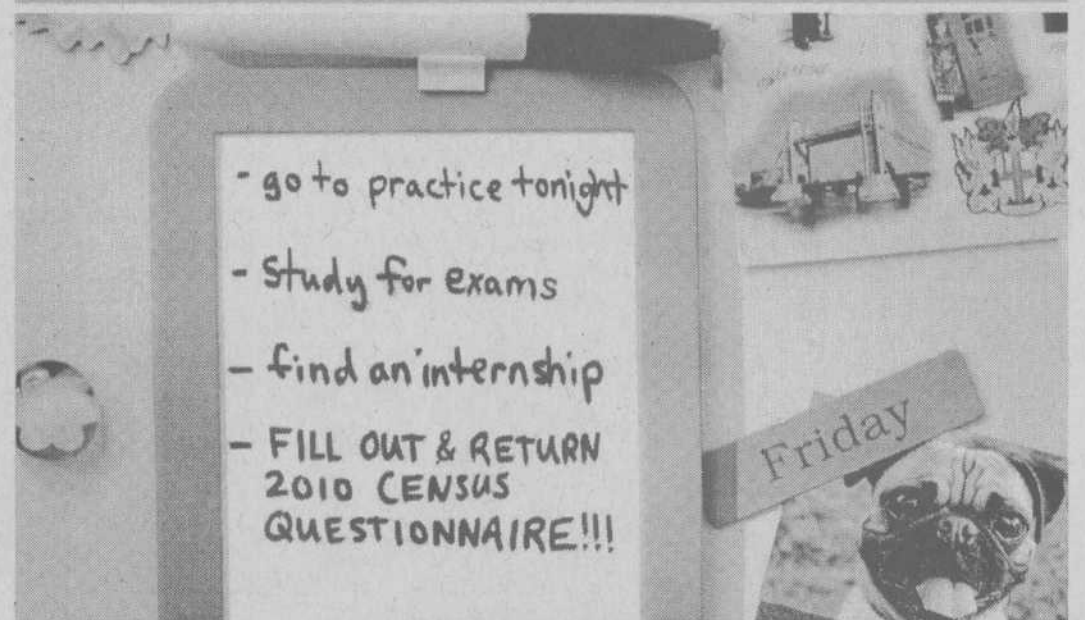 - go to practice tonight
- Study for exams
- find an internship
- FILL OUT & RETURN
2010 CENSUS
QUESTIONNAIRE!!!
Friday